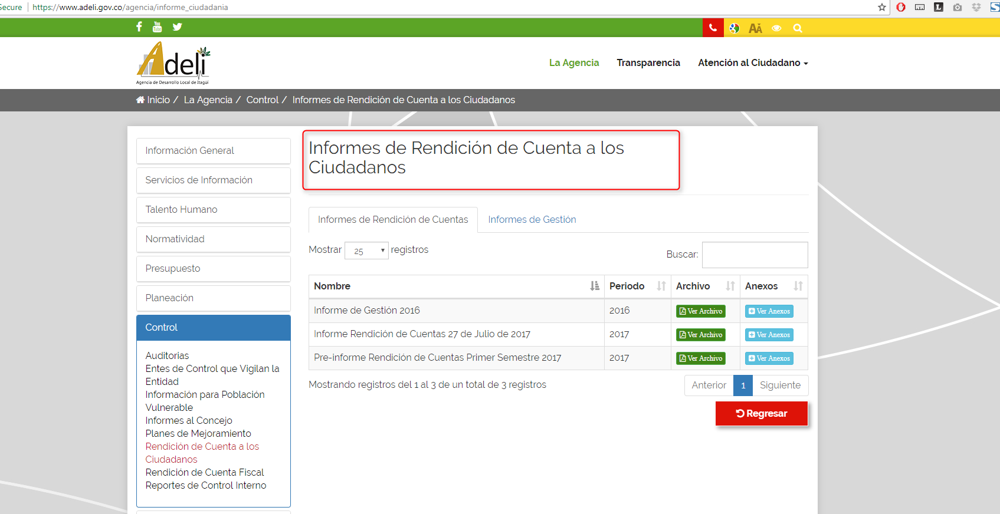 Secure
https://www.adeli.gov.co/agencia/informe_ciudadania
Adeli
Agencia de Desarrollo Local de Itagüí
La Agencia
Transparencia
Atención al Ciudadano
Inicio / La Agencia / Control / Informes de Rendición de Cuenta a los Ciudadanos
Información General
Servicios de Información
Talento Humano
Normatividad
Presupuesto
Planeación
Control
Auditorias
Entes de Control que Vigilan la
Entidad
Información para Población
Vulnerable
Informes al Concejo
Planes de Mejoramiento
Rendición de Cuenta a los
Ciudadanos
Rendición de Cuenta Fiscal
Reportes de Control Interno
Informes de Rendición de Cuenta a los
Ciudadanos
Informes de Rendición de Cuentas
Informes de Gestión
Mostrar 25 registros
Buscar:
Nombre Periodo Archivo Anexos
Informe de Gestión 2016 2016 Ver Archivo Ver Anexos
Informe Rendición de Cuentas 27 de Julio de 2017 2017 Ver Archivo Ver Anexos
Pre-informe Rendición de Cuentas Primer Semestre 2017 2017 Ver Archivo Ver Anexos
Mostrando registros del 1 al 3 de un total de 3 registros
Anterior 1 Siguiente
Regresar